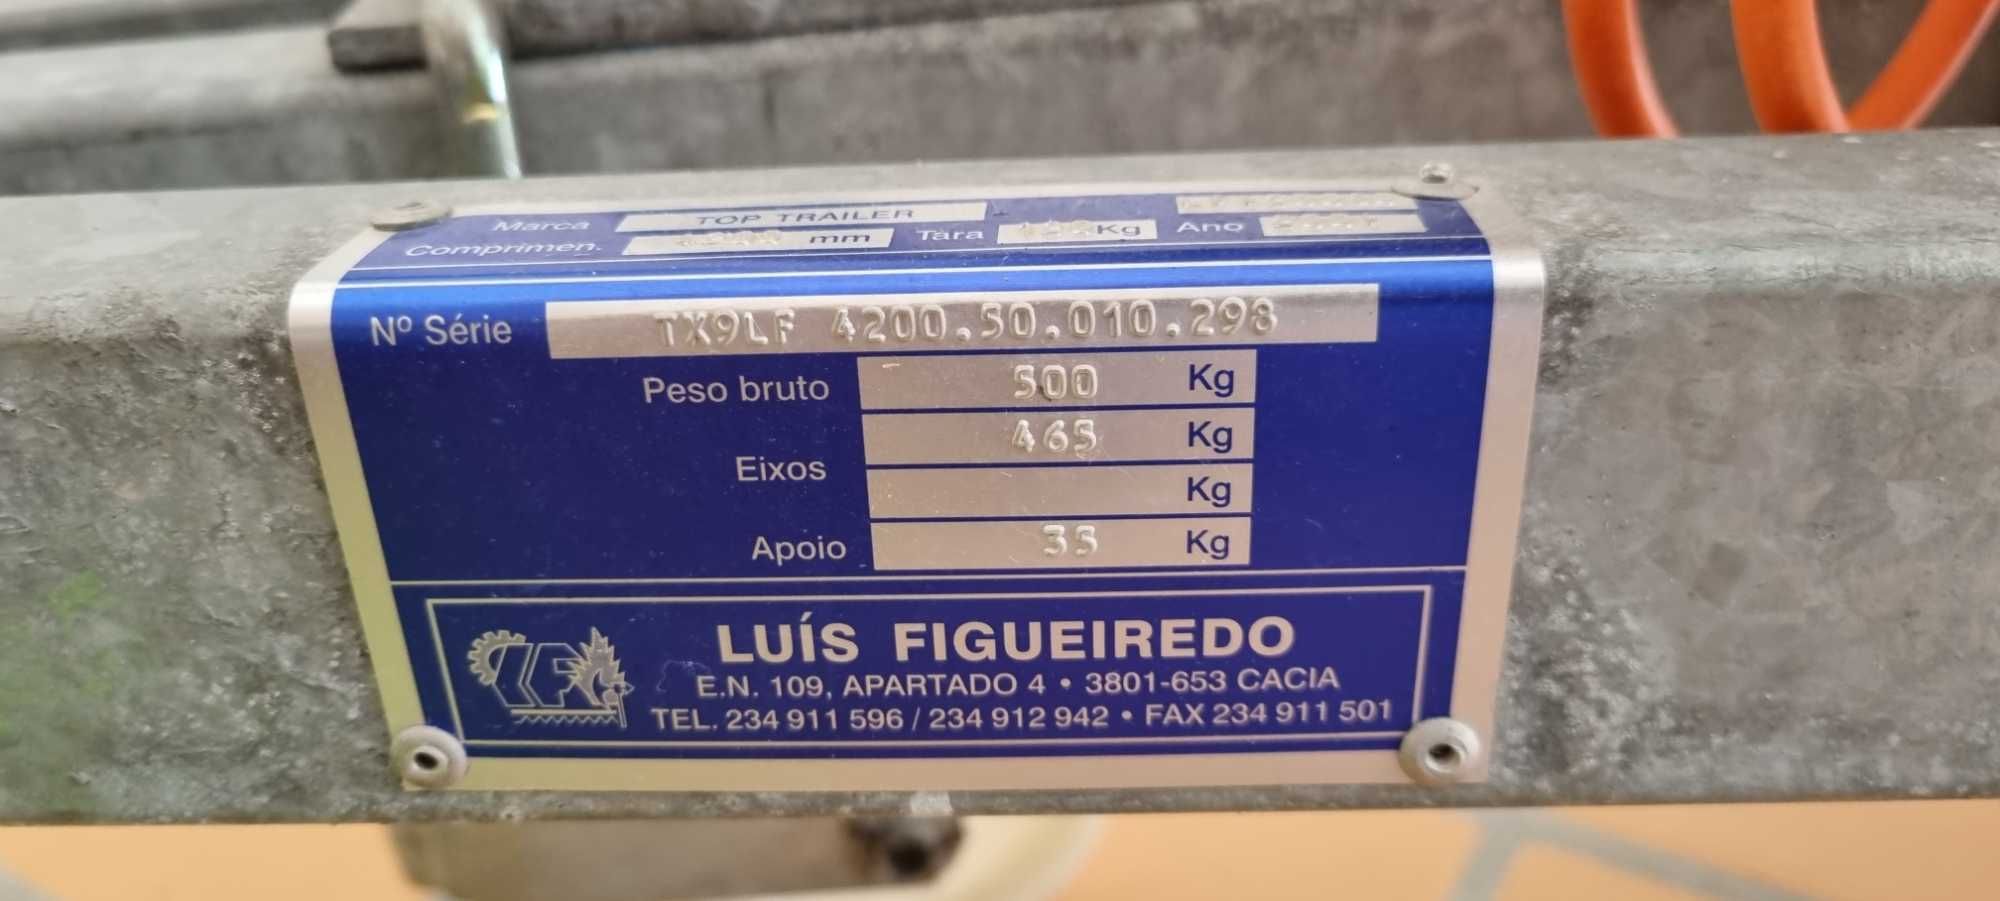 Marca TOP TRAILER
Comprimen. mm Tara Kg Ano
Nº Série TX9LF 4200.50.010.298
Peso bruto 500 Kg
465 Kg
Eixos
Kg
Apoio 35 Kg
LF
LUÍS FIGUEIREDO
E.N. 109, APARTADO 4 • 3801-653 CACIA
TEL. 234 911 596 / 234 912 942 • FAX 234 911 501